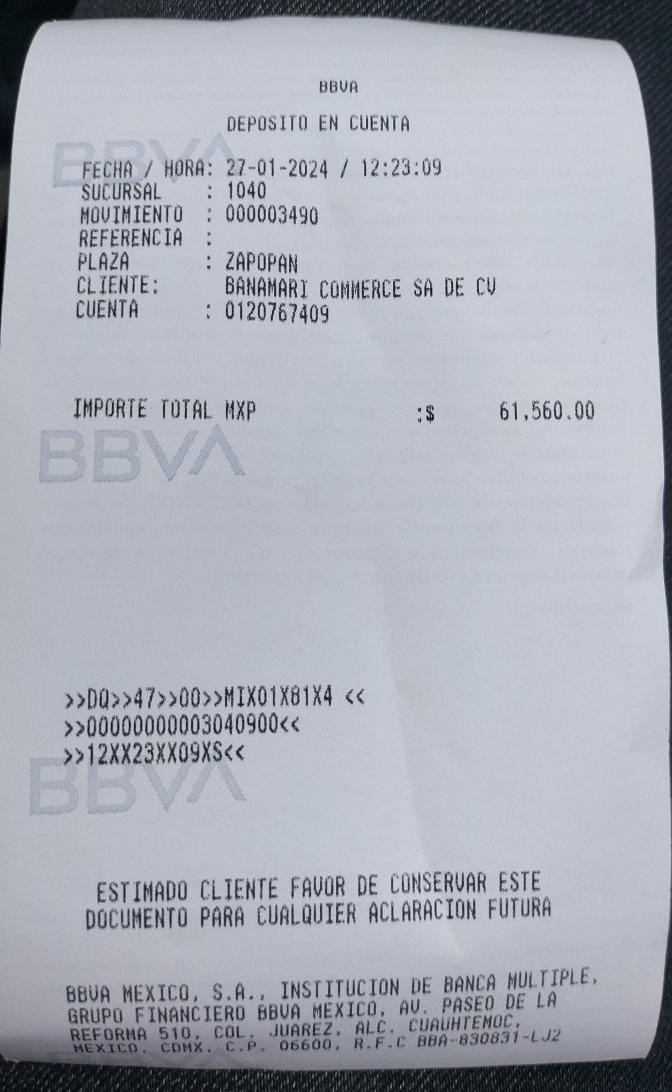 BBVA
DEPOSITO EN CUENTA
FECHA / HORA: 27-01-2024 / 12:23:09
SUCURSAL : 1040
MOVIMIENTO : 000003490
REFERENCIA :
PLAZA : ZAPOPAN
CLIENTE: BANAMARI COMMERCE SA DE CV
CUENTA : 0120767409
IMPORTE TOTAL MXP :$ 61,560.00
BBVA
>>DQ>>47>>00>>MIX01X81X4 <<
>>00000000003040900<<
>>12XX23XX09XS<<
BBVA
ESTIMADO CLIENTE FAVOR DE CONSERVAR ESTE
DOCUMENTO PARA CUALQUIER ACLARACION FUTURA
BBVA MEXICO, S.A., INSTITUCION DE BANCA MULTIPLE,
GRUPO FINANCIERO BBVA MEXICO, AV. PASEO DE LA
REFORMA 510, COL. JUAREZ, ALC. CUAUHTEMOC,
MEXICO, CDMX, C.P. 06600, R.F.C BBA-830831-LJ2